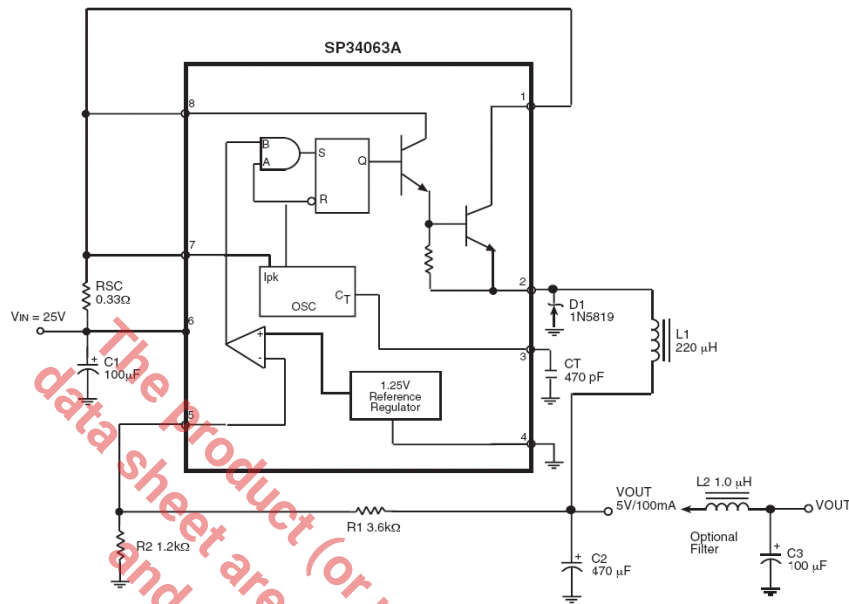 SP34063A
8
1
B
A
S
Q
R
7
Ipk
CT
OSC
2
RSC
0.33Ω
D1
1N5819
L1
220 μH
VIN = 25V
6
+
C1
100μF
+
-
3
CT
470 pF
1.25V
Reference
Regulator
5
4
VOUT
5V/100mA
L2 1.0 μH
VOUT
R1 3.6kΩ
Optional
Filter
R2 1.2kΩ
+
C2
470 μF
+
C3
100 μF
The product (or
data sheet are
and